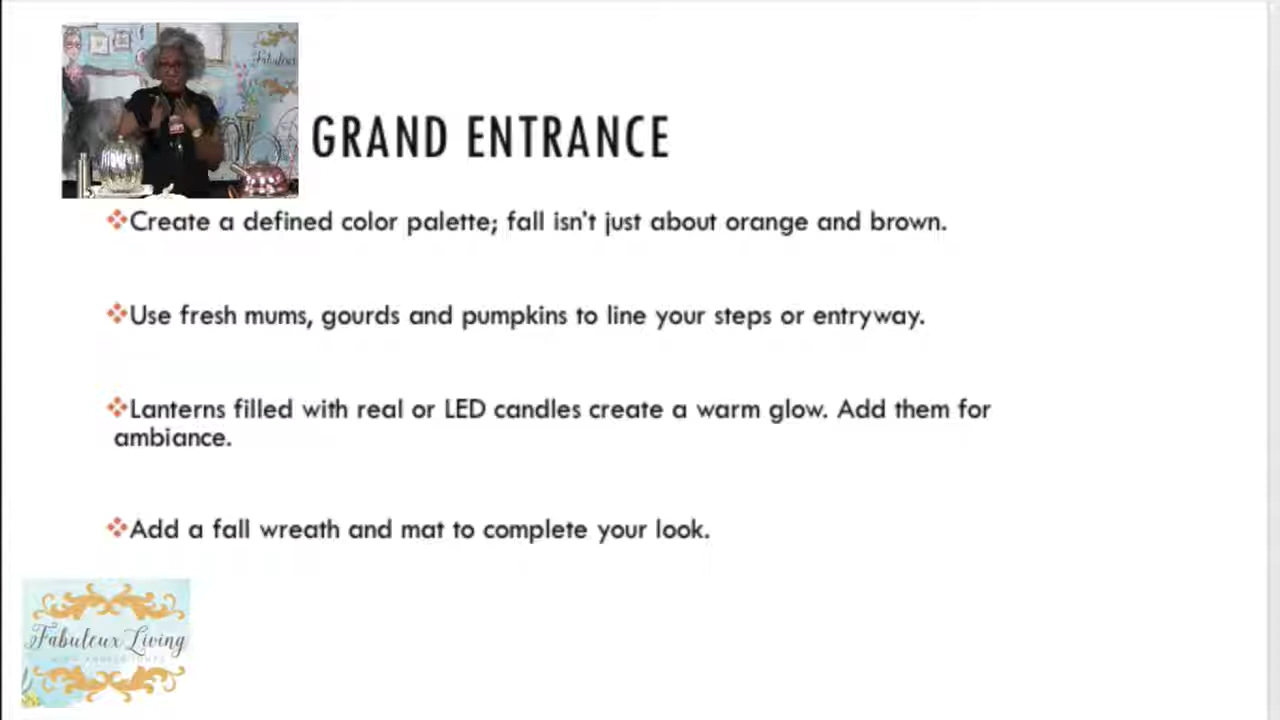 GRAND ENTRANCE
Create a defined color palette; fall isn't just about orange and brown.
Use fresh mums, gourds and pumpkins to line your steps or entryway.
Lanterns filled with real or LED candles create a warm glow. Add them for
ambiance.
Add a fall wreath and mat to complete your look.
Fabuleux Living